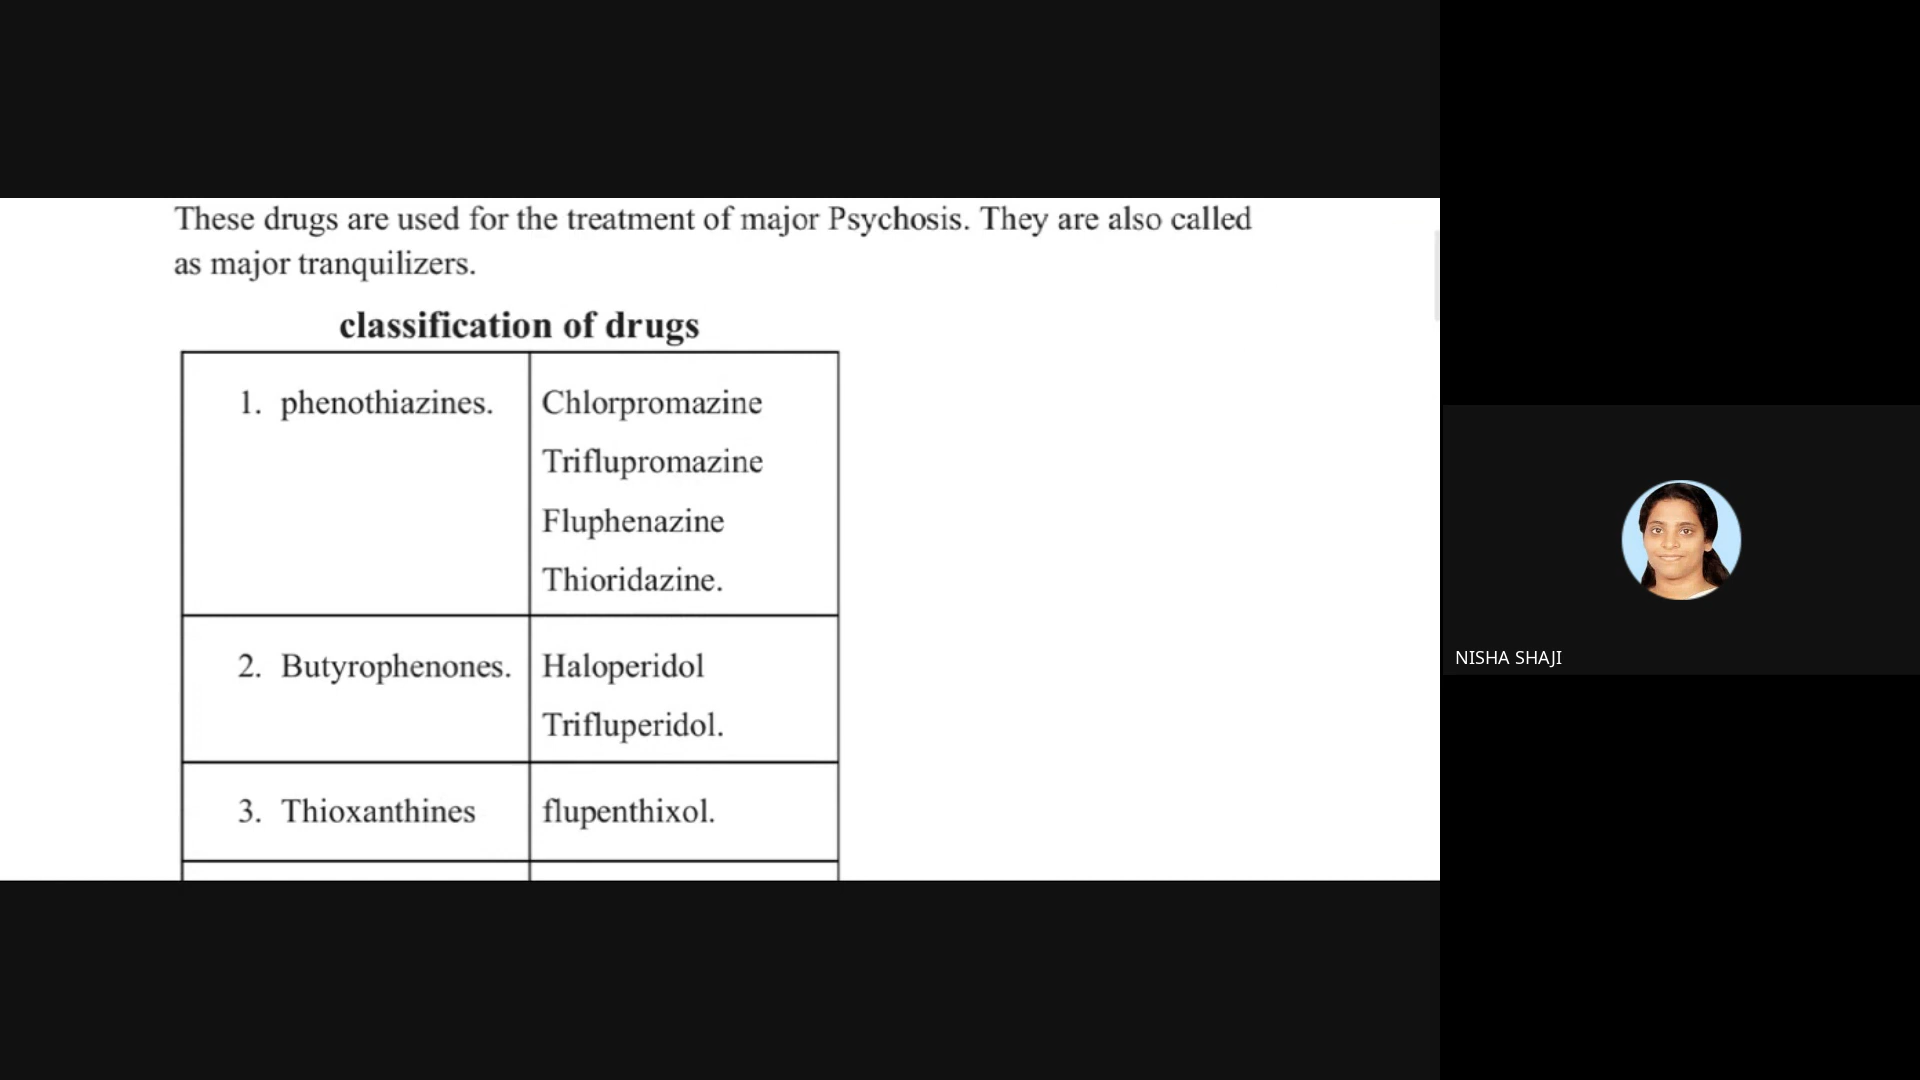 These drugs are used for the treatment of major Psychosis. They are also called
as major tranquilizers.
classification of drugs
1. phenothiazines.
Chlorpromazine
Triflupromazine
Fluphenazine
Thioridazine.
2. Butyrophenones.
Haloperidol
Trifluperidol.
3. Thioxanthines
flupenthixol.
NISHA SHAJI